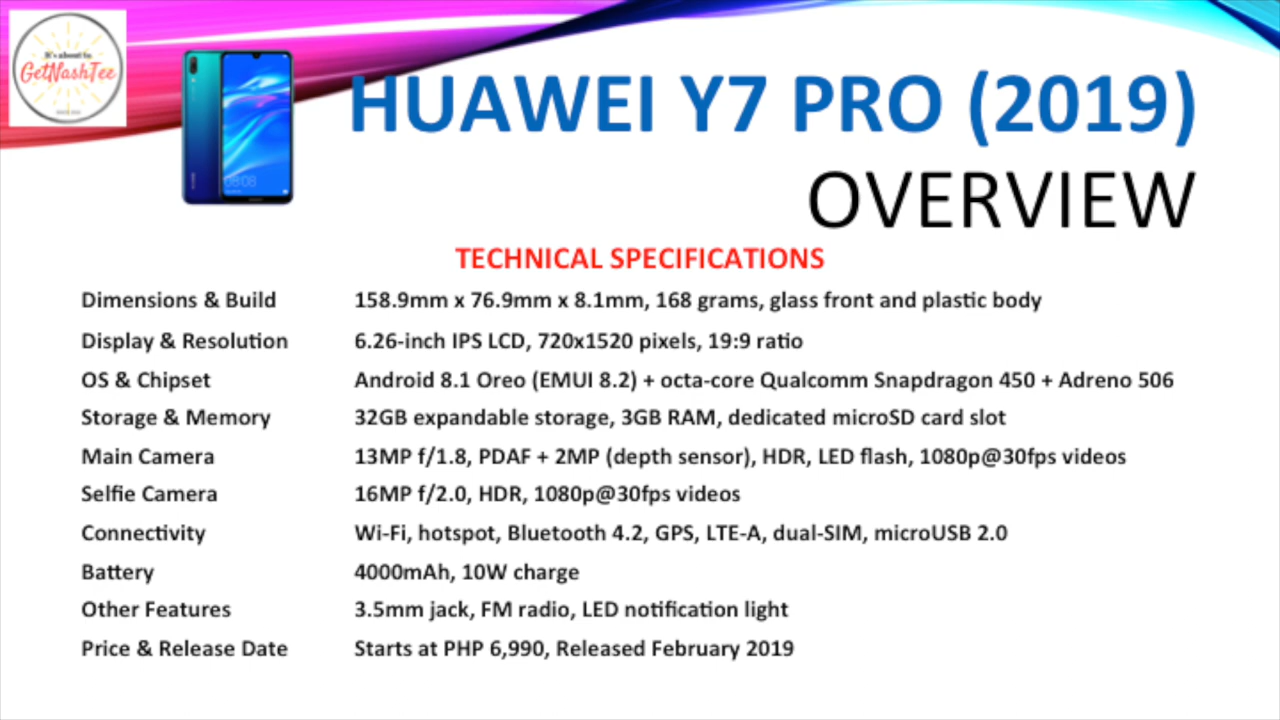 It's about to
GetNashTee
HUAWEI Y7 PRO (2019)
OVERVIEW
08:08
TECHNICAL SPECIFICATIONS
Dimensions & Build 158.9mm x 76.9mm x 8.1mm, 168 grams, glass front and plastic body
Display & Resolution 6.26-inch IPS LCD, 720x1520 pixels, 19:9 ratio
OS & Chipset Android 8.1 Oreo (EMUI 8.2) + octa-core Qualcomm Snapdragon 450 + Adreno 506
Storage & Memory 32GB expandable storage, 3GB RAM, dedicated microSD card slot
Main Camera 13MP f/1.8, PDAF + 2MP (depth sensor), HDR, LED flash, 1080p@30fps videos
Selfie Camera 16MP f/2.0, HDR, 1080p@30fps videos
Connectivity Wi-Fi, hotspot, Bluetooth 4.2, GPS, LTE-A, dual-SIM, microUSB 2.0
Battery 4000mAh, 10W charge
Other Features 3.5mm jack, FM radio, LED notification light
Price & Release Date Starts at PHP 6,990, Released February 2019